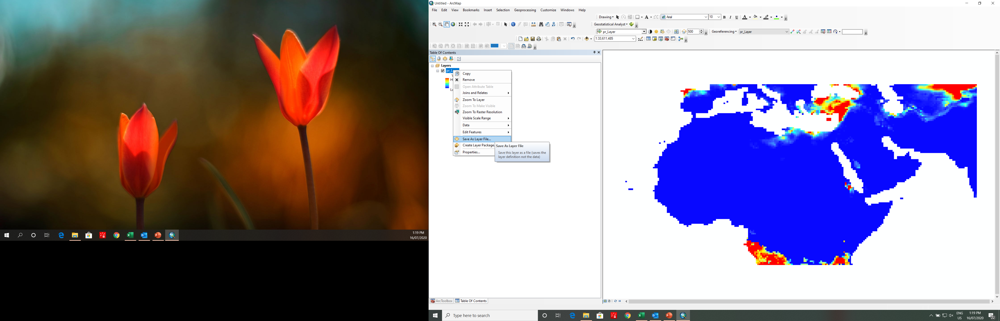 Untitled - ArcMap
File Edit View Bookmarks Insert Selection Geoprocessing Customize Windows Help
Drawing Arial 10 B I U A
Geostatistical Analyst
pr_Layer 500 Georeferencing pr_Layer
1:33,611,485
Table Of Contents
Layers
Copy
Remove
Open Attribute Table
Joins and Relates
Zoom To Layer
Zoom To Make Visible
Zoom To Raster Resolution
Visible Scale Range
Data
Edit Features
Save As Layer File...
Create Layer Package.
Properties...
Save As Layer File
Save this layer as a file (saves the
layer definition not the data)
ArcToolbox Table Of Contents
1:19 PM
16/07/2020
Type here to search
ENG
US
1:19 PM
16/07/2020
22